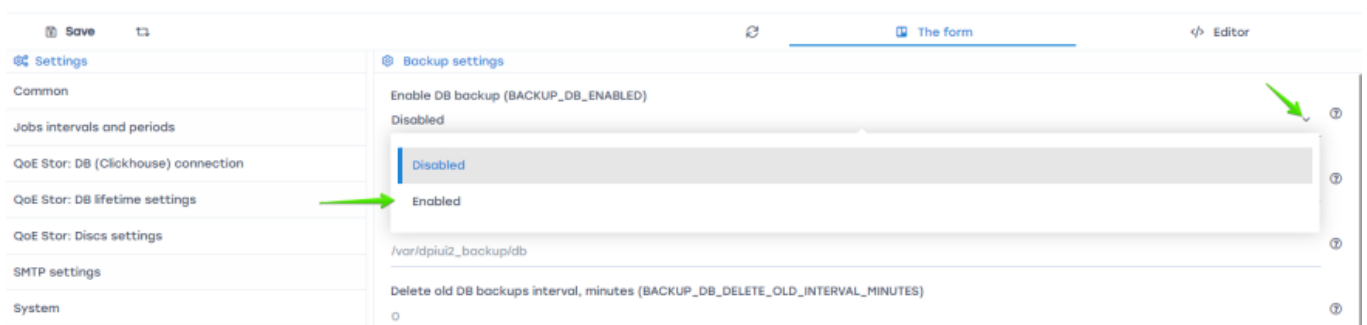 Save
The form
</> Editor
Settings
Backup settings
Common
Jobs intervals and periods
QoE Stor: DB (Clickhouse) connection
QoE Stor: DB lifetime settings
QoE Stor: Discs settings
SMTP settings
System
Enable DB backup (BACKUP_DB_ENABLED)
Disabled
Disabled
Enabled
/var/dpiui2_backup/db
Delete old DB backups interval, minutes (BACKUP_DB_DELETE_OLD_INTERVAL_MINUTES)
0